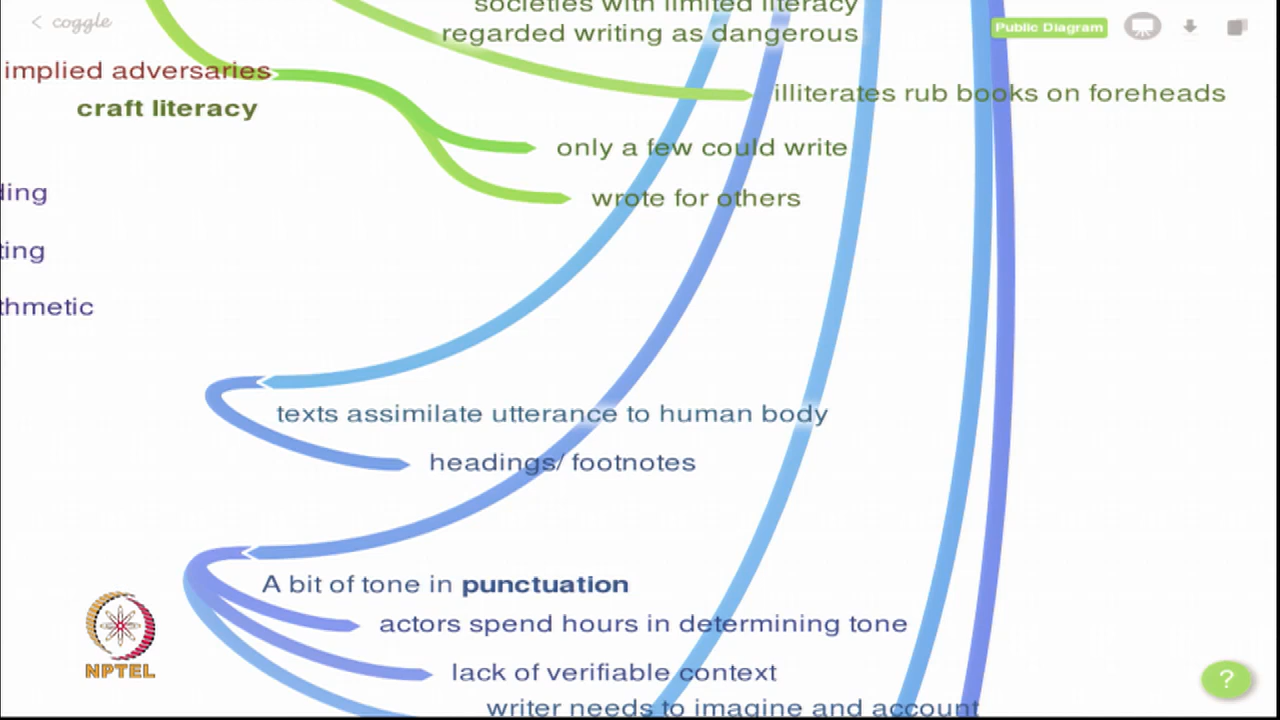 societies with limited literacy
< coggle
Public Diagram
regarded writing as dangerous
implied adversaries
illiterates rub books on foreheads
craft literacy
only a few could write
ding
wrote for others
ting
thmetic
texts assimilate utterance to human body
headings/ footnotes
A bit of tone in punctuation
actors spend hours in determining tone
NPTEL
lack of verifiable context
?
writer needs to imagine and account